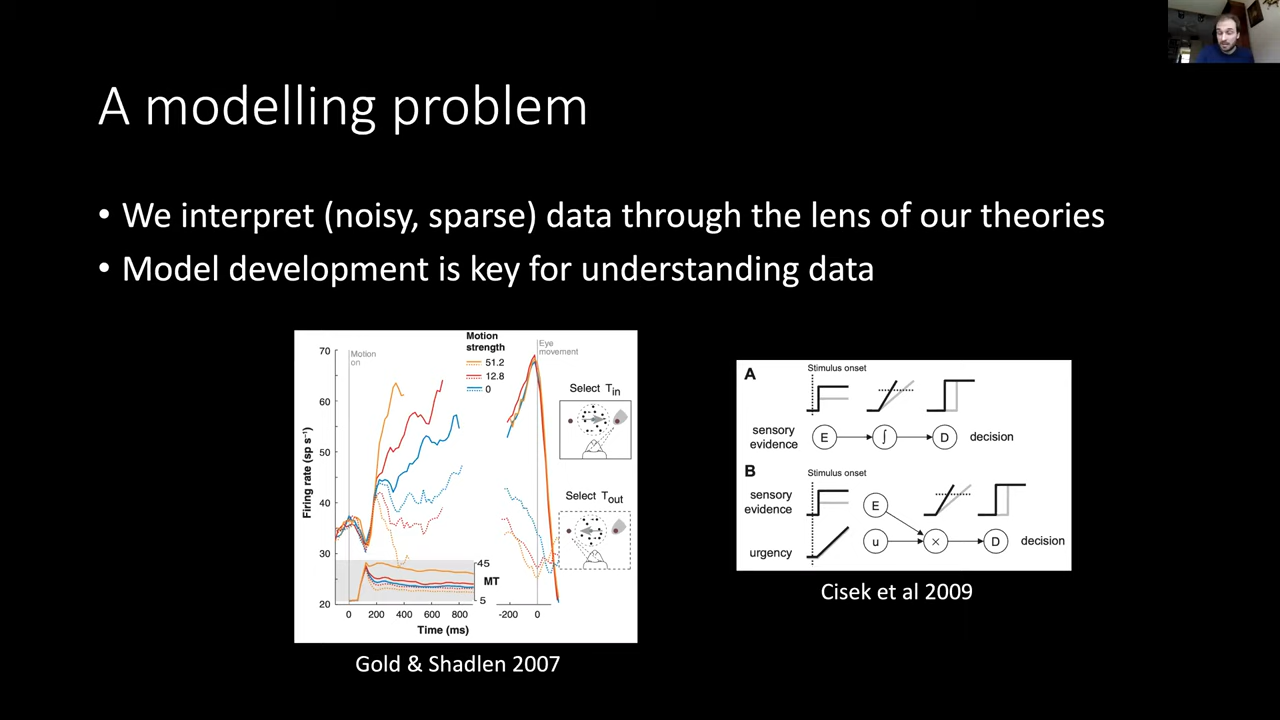 A modelling problem
• We interpret (noisy, sparse) data through the lens of our theories
• Model development is key for understanding data
Motion
strength
51.2
12.8
0
Motion
on
Eye
movement
70
60
50
40
30
20
Firing rate (sp s⁻¹)
Select Tin
Select Tout
45
MT
5
0 200 400 600 800 -200 0
Time (ms)
Gold & Shadlen 2007
A
Stimulus onset
sensory
evidence
E ∫ D decision
B
Stimulus onset
sensory
evidence
E
urgency
u × D decision
Cisek et al 2009